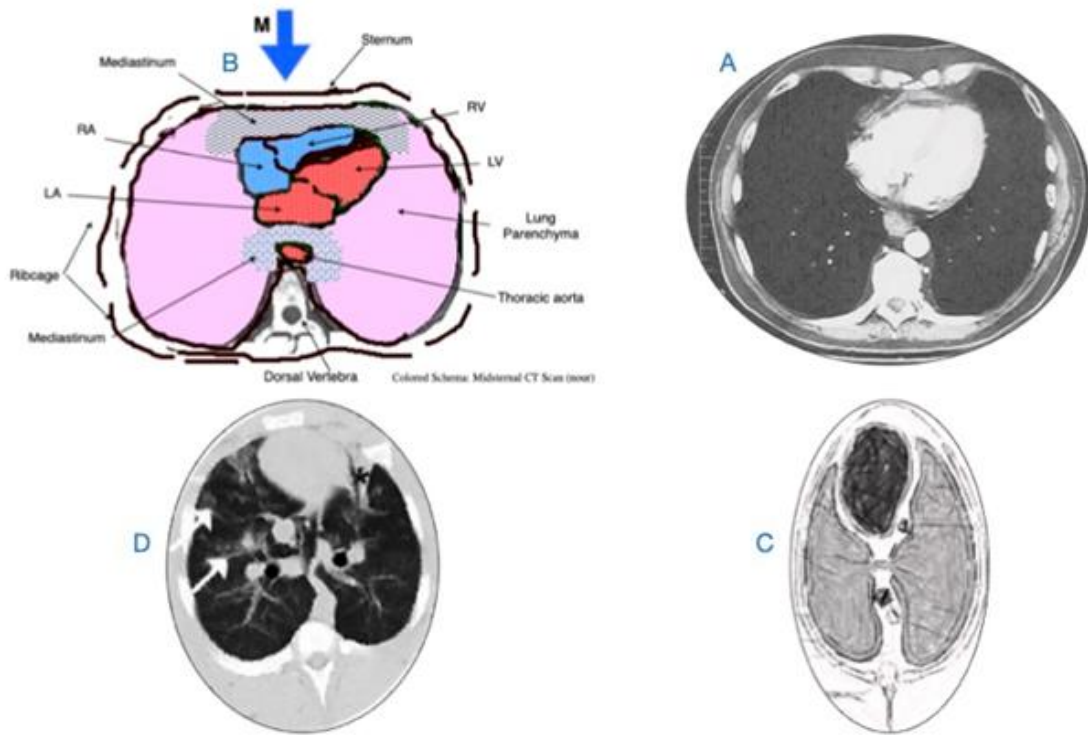 M
B
Sternum
Mediastinum
A
RA
RV
LV
LA
Lung
Parenchyma
Ribcage
Thoracic aorta
Mediastinum
Dorsal Vertebra
Colored Schema: Midsternal CT Scan (nour)
*
D
C